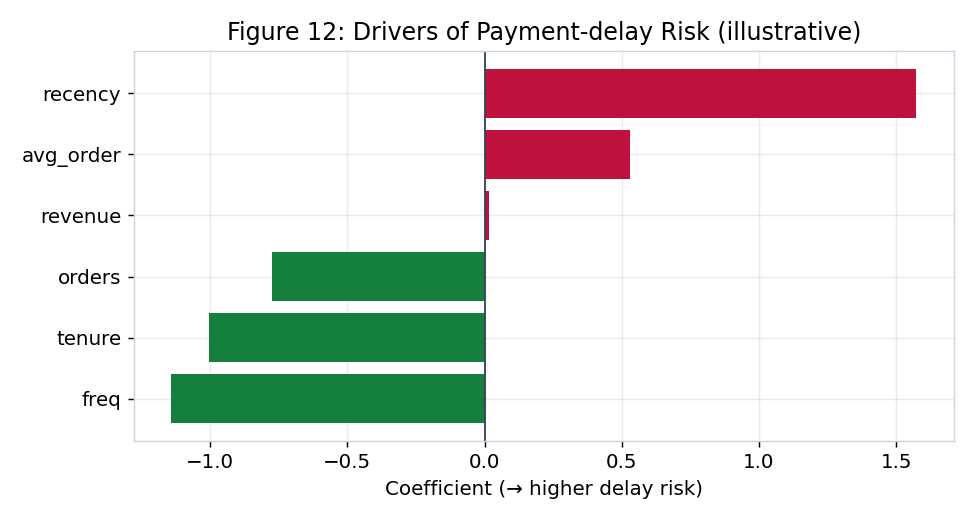 Figure 12: Drivers of Payment-delay Risk (illustrative)
recency
avg_order
revenue
orders
tenure
freq
−1.0 −0.5 0.0 0.5 1.0 1.5
Coefficient (→ higher delay risk)